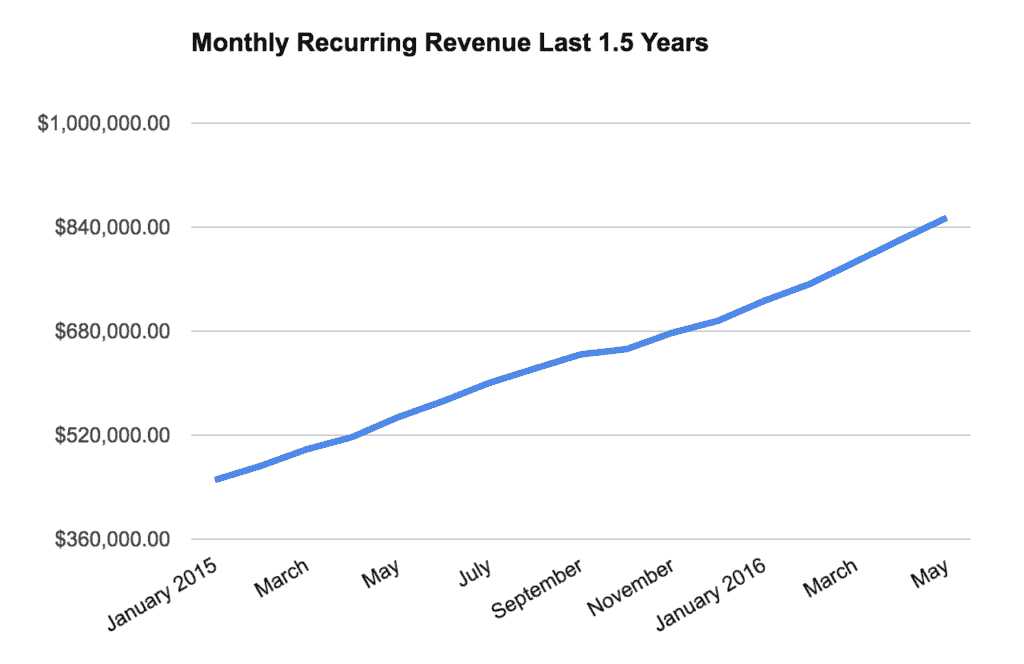 Monthly Recurring Revenue Last 1.5 Years
$1,000,000.00
$840,000.00
$680,000.00
$520,000.00
$360,000.00
January 2015
March
May
July
September
November
January 2016
March
May